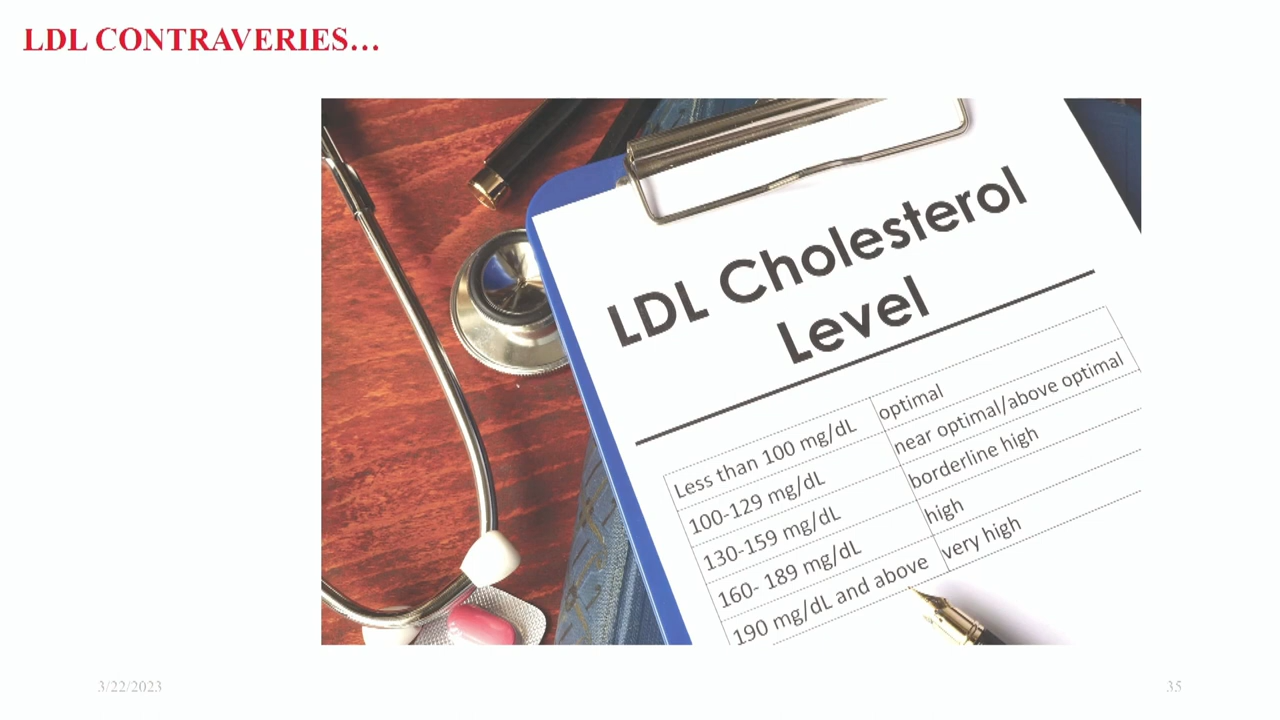 LDL CONTRAVERIES...
LDL Cholesterol
Level
Less than 100 mg/dL optimal
100-129 mg/dL near optimal/above optimal
130-159 mg/dL borderline high
160- 189 mg/dL high
190 mg/dL and above very high
3/22/2023
35